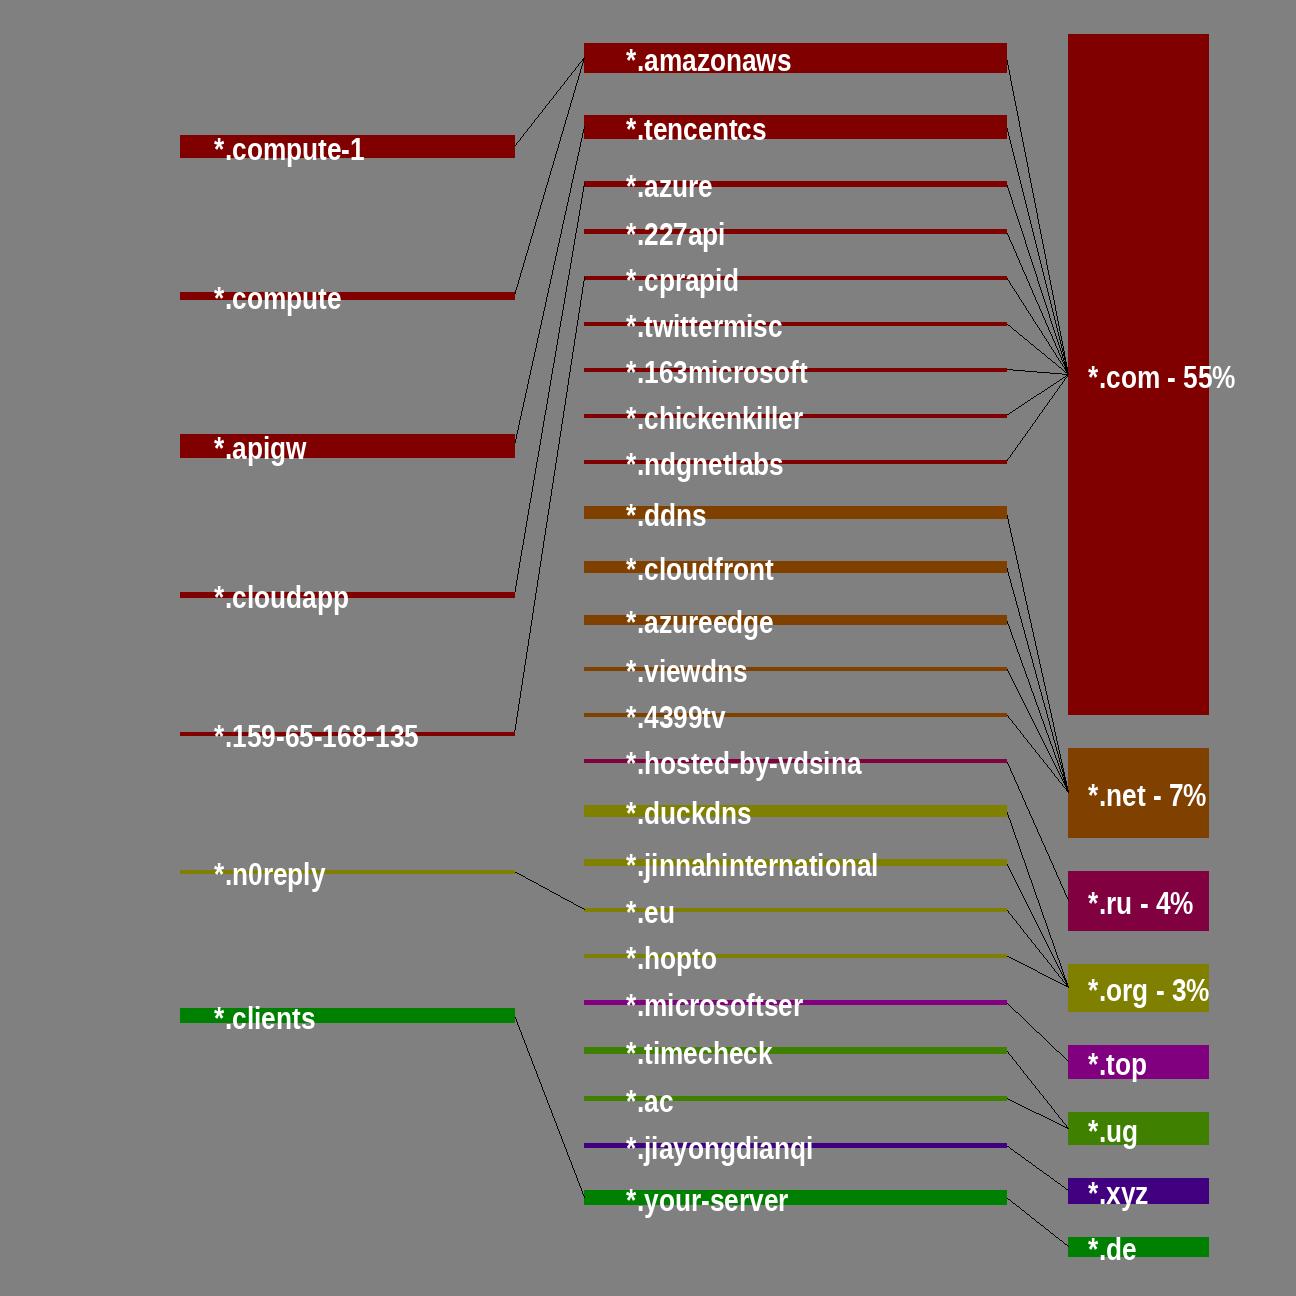 *.compute-1
*.compute
*.apigw
*.cloudapp
*.159-65-168-135
*.n0reply
*.clients
*.amazonaws
*.tencentcs
*.azure
*.227api
*.cprapid
*.twittermisc
*.163microsoft
*.chickenkiller
*.ndgnetlabs
*.ddns
*.cloudfront
*.azureedge
*.viewdns
*.4399tv
*.hosted-by-vdsina
*.duckdns
*.jinnahinternational
*.eu
*.hopto
*.microsoftser
*.timecheck
*.ac
*.jiayongdianqi
*.your-server
*.com - 55%
*.net - 7%
*.ru - 4%
*.org - 3%
*.top
*.ug
*.xyz
*.de